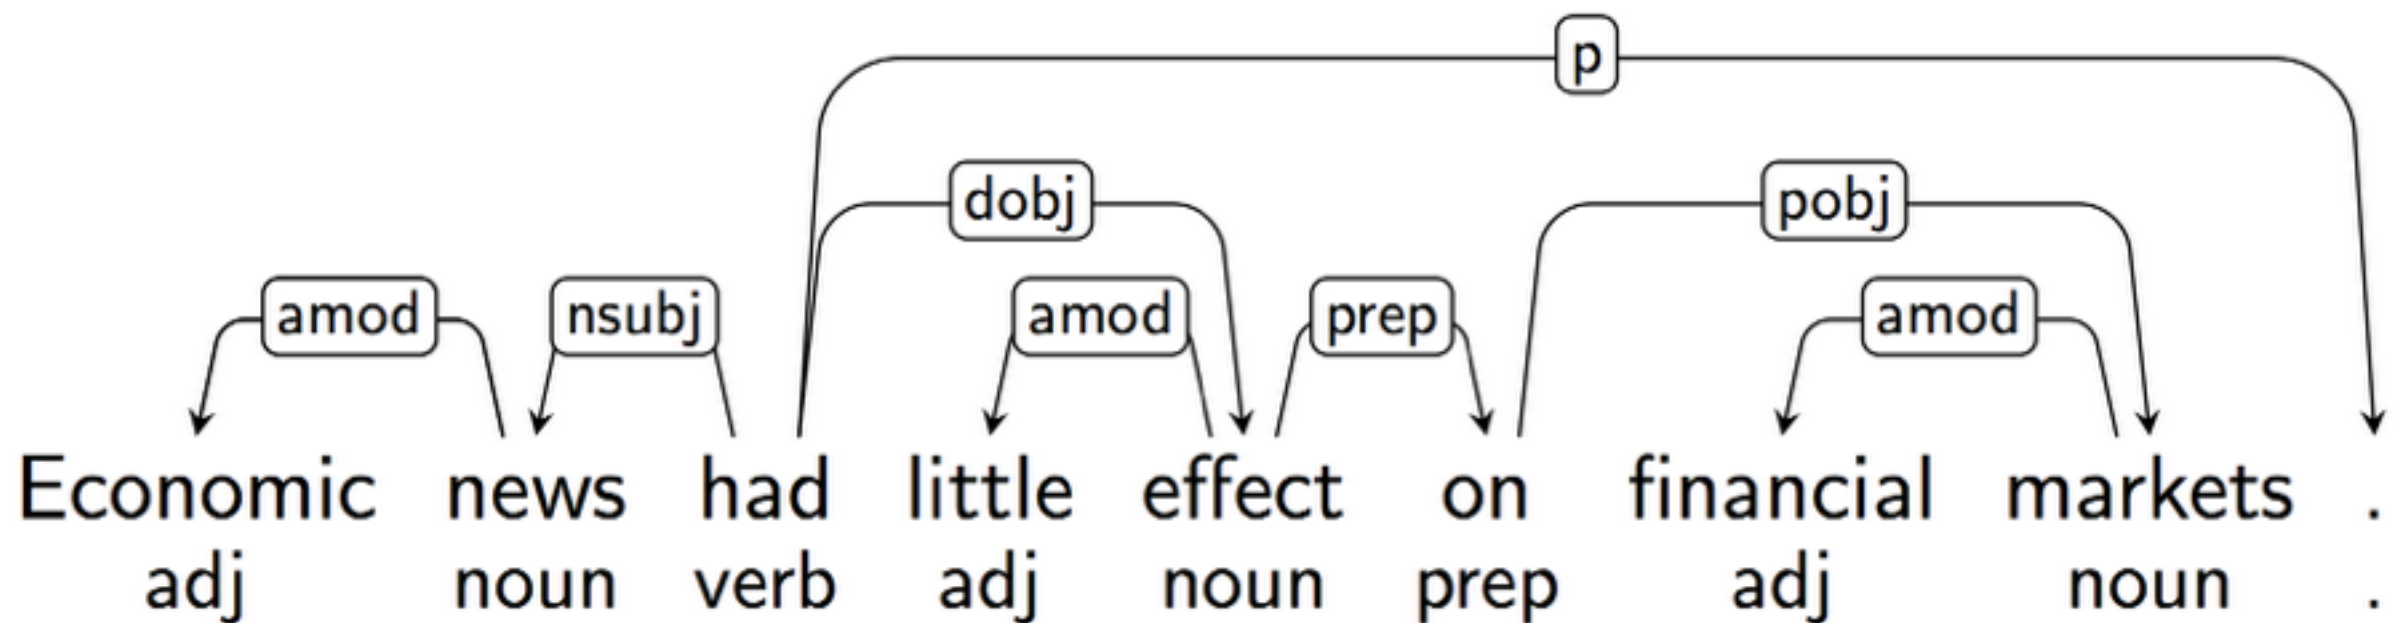 p
dobj pobj
amod nsubj amod prep amod
Economic news had little effect on financial markets .
adj noun verb adj noun prep adj noun .